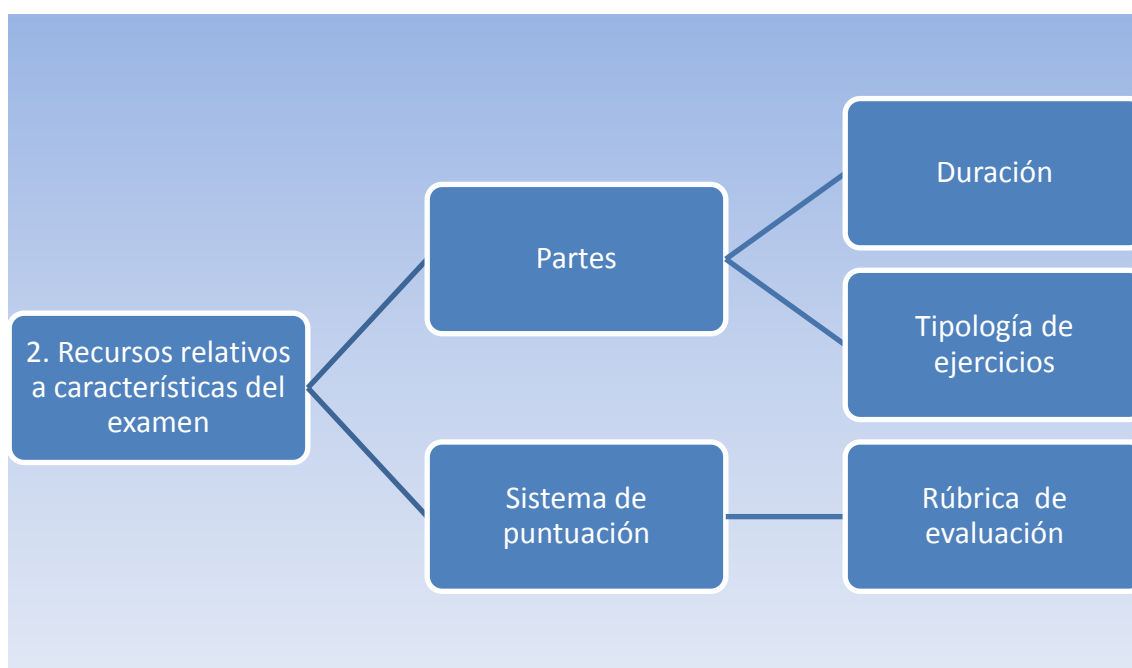 2. Recursos relativos
a características del
examen
Partes
Duración
Tipología de
ejercicios
Sistema de
puntuación
Rúbrica  de
evaluación